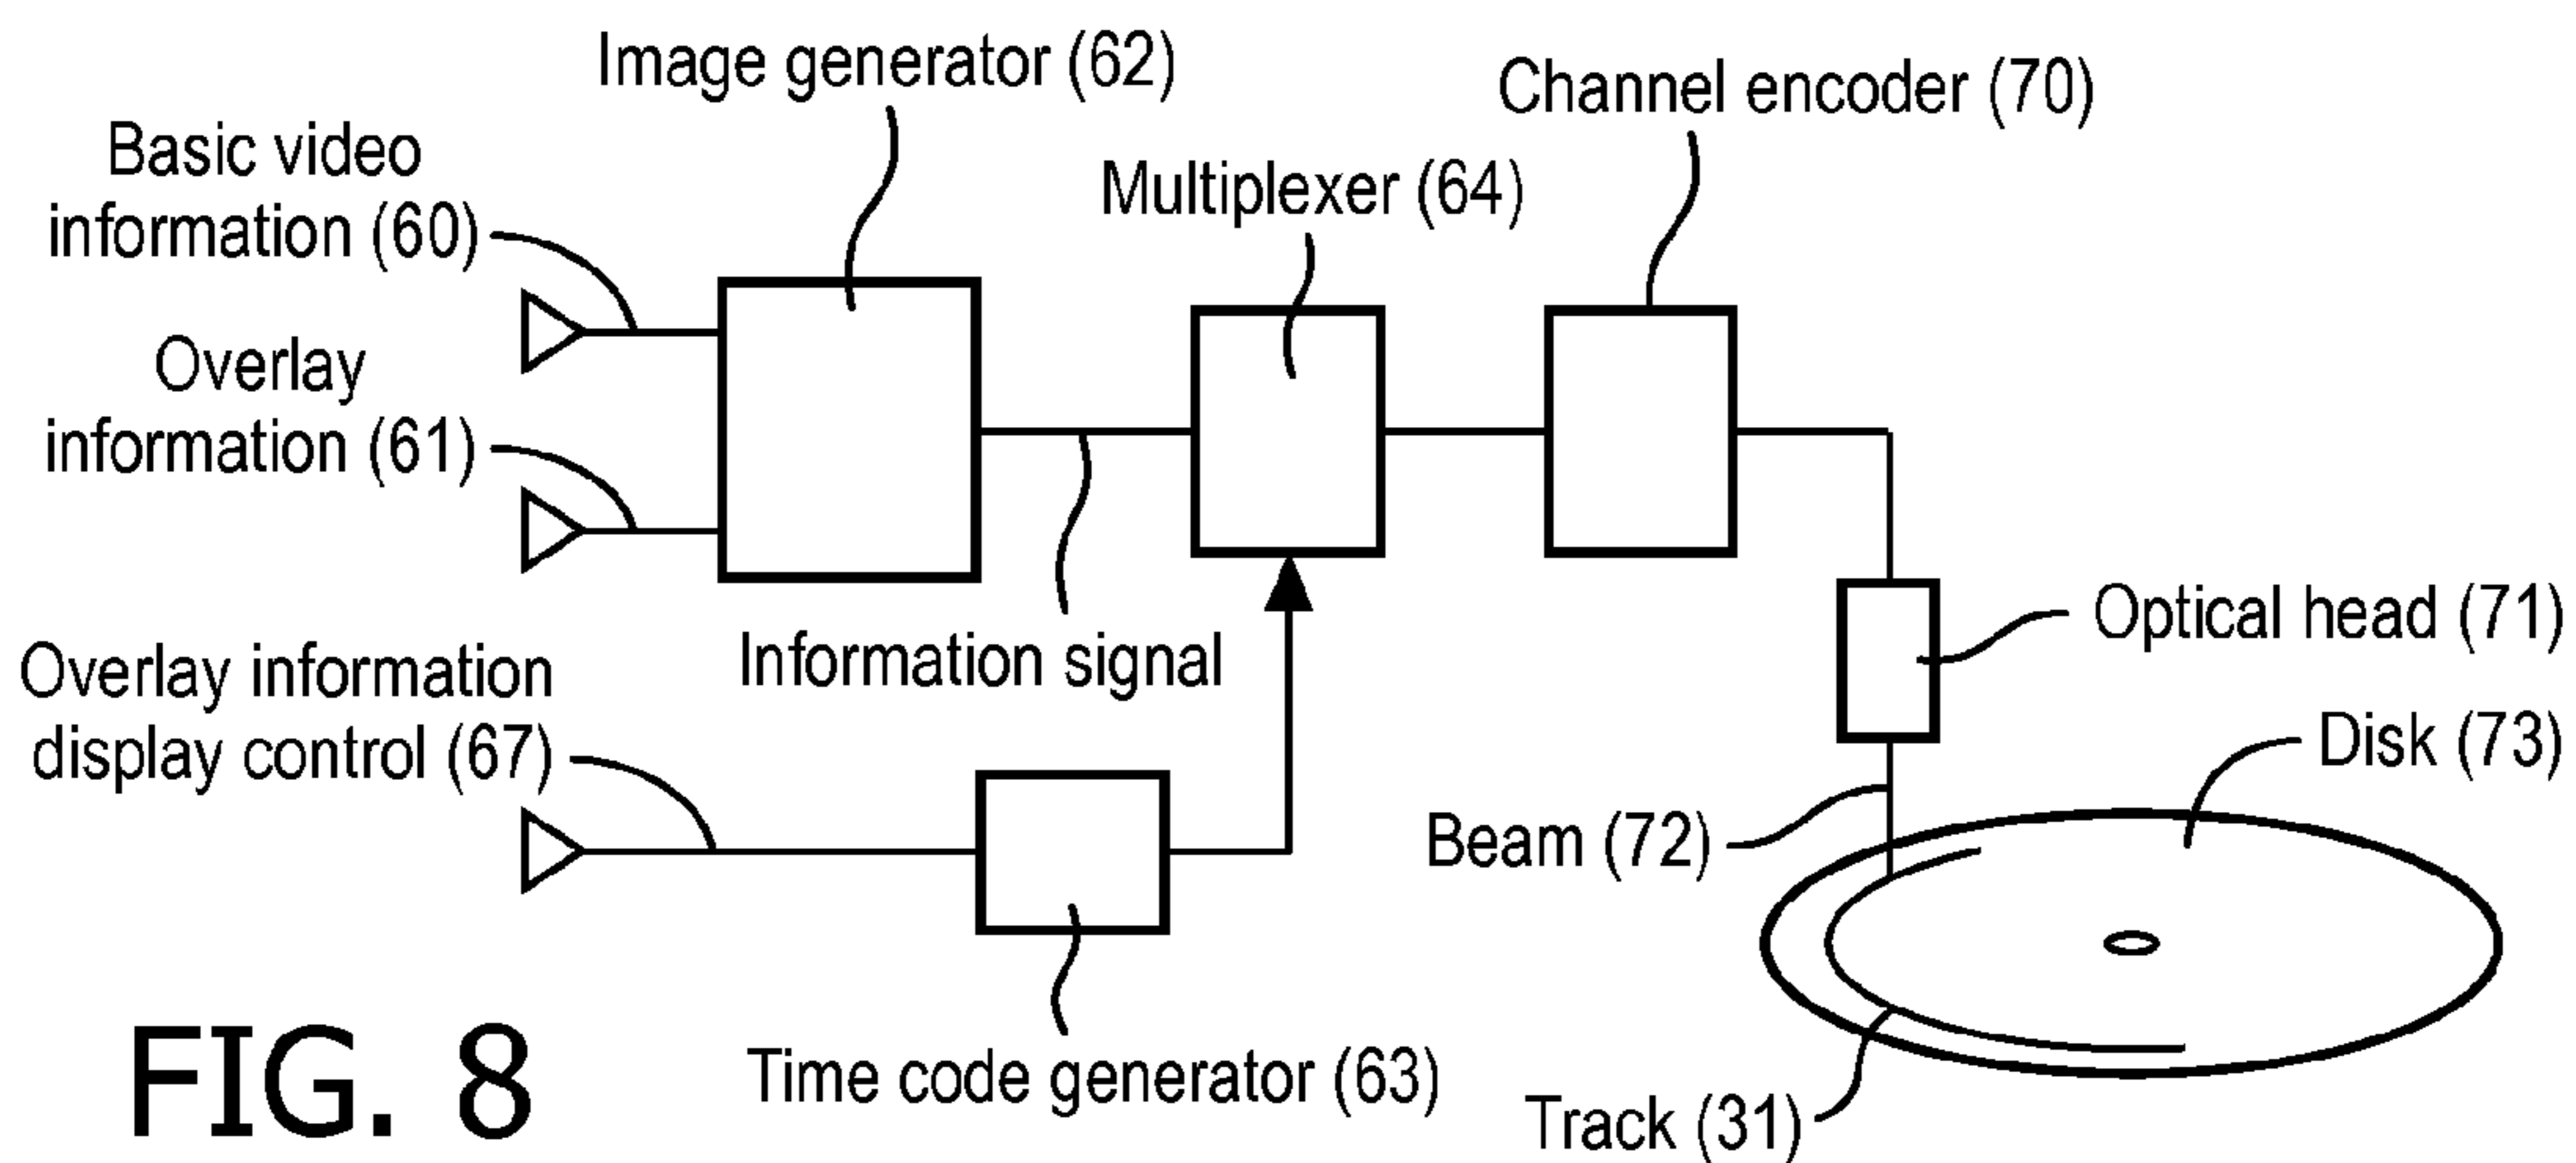 Image generator (62)
Channel encoder (70)
Basic video
information (60)
Multiplexer (64)
Overlay
information (61)
Optical head (71)
Information signal
Overlay information
display control (67)
Disk (73)
Beam (72)
Time code generator (63)
Track (31)
FIG. 8